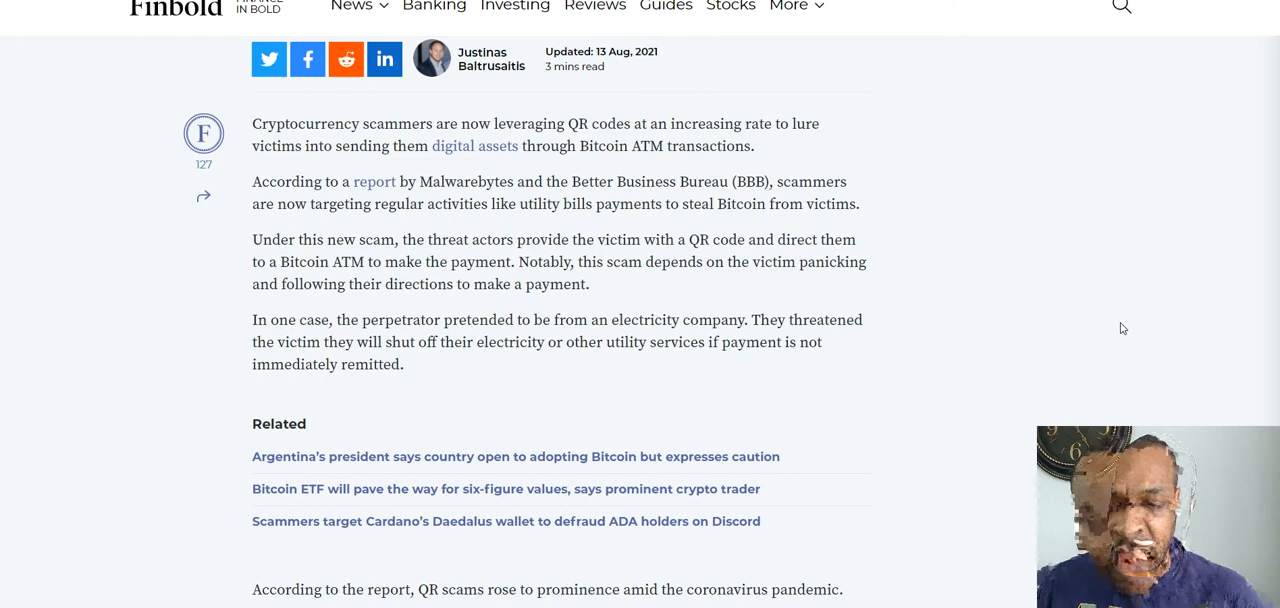 Finbold
FINANCE
IN BOLD
News Banking Investing Reviews Guides Stocks More
Justinas
Baltrusaitis
Updated: 13 Aug, 2021
3 mins read
F
127
Cryptocurrency scammers are now leveraging QR codes at an increasing rate to lure
victims into sending them digital assets through Bitcoin ATM transactions.
According to a report by Malwarebytes and the Better Business Bureau (BBB), scammers
are now targeting regular activities like utility bills payments to steal Bitcoin from victims.
Under this new scam, the threat actors provide the victim with a QR code and direct them
to a Bitcoin ATM to make the payment. Notably, this scam depends on the victim panicking
and following their directions to make a payment.
In one case, the perpetrator pretended to be from an electricity company. They threatened
the victim they will shut off their electricity or other utility services if payment is not
immediately remitted.
Related
Argentina's president says country open to adopting Bitcoin but expresses caution
Bitcoin ETF will pave the way for six-figure values, says prominent crypto trader
Scammers target Cardano's Daedalus wallet to defraud ADA holders on Discord
According to the report, QR scams rose to prominence amid the coronavirus pandemic.